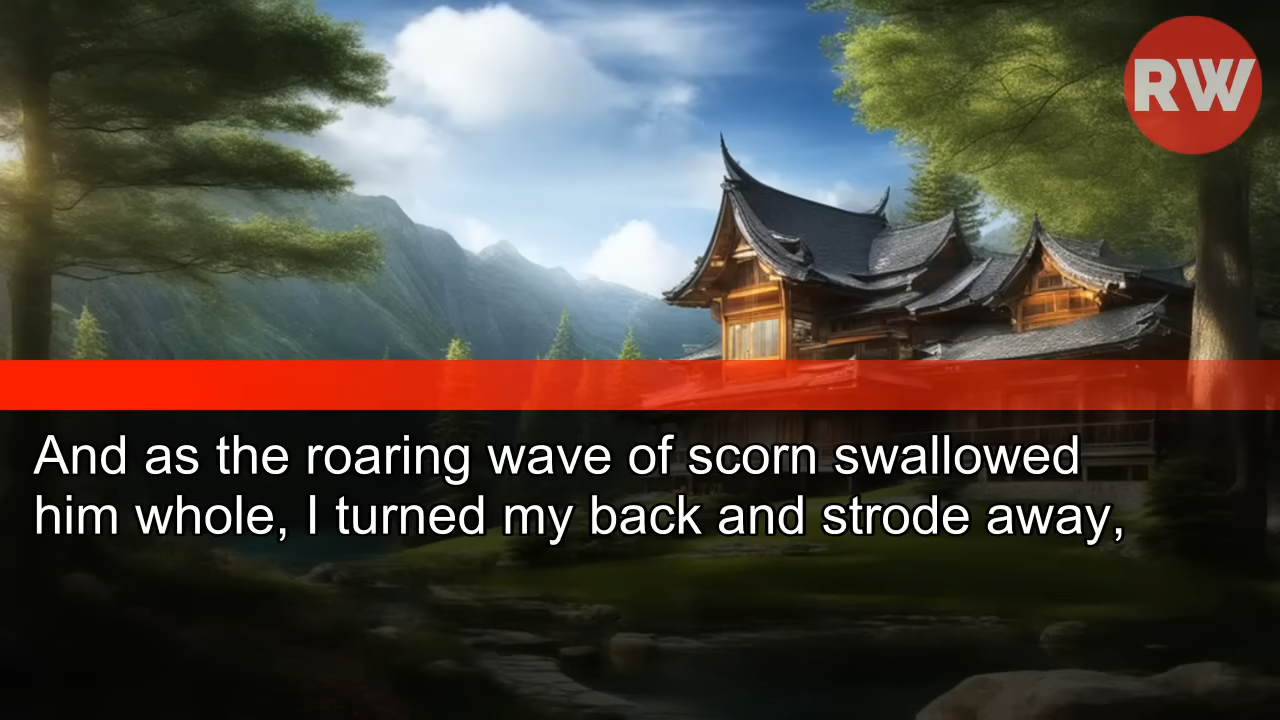 RW
And as the roaring wave of scorn swallowed
him whole, I turned my back and strode away,